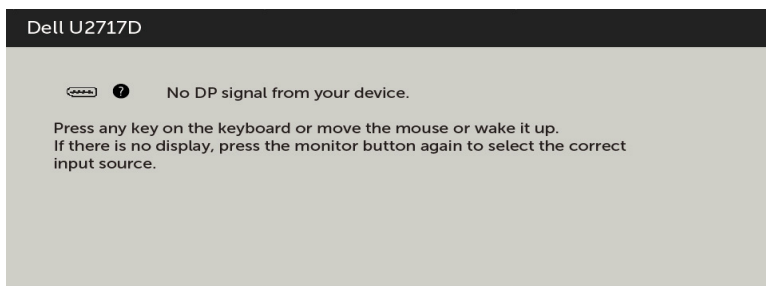 Dell U2717D
No DP signal from your device.
Press any key on the keyboard or move the mouse or wake it up.
If there is no display, press the monitor button again to select the correct
input source.